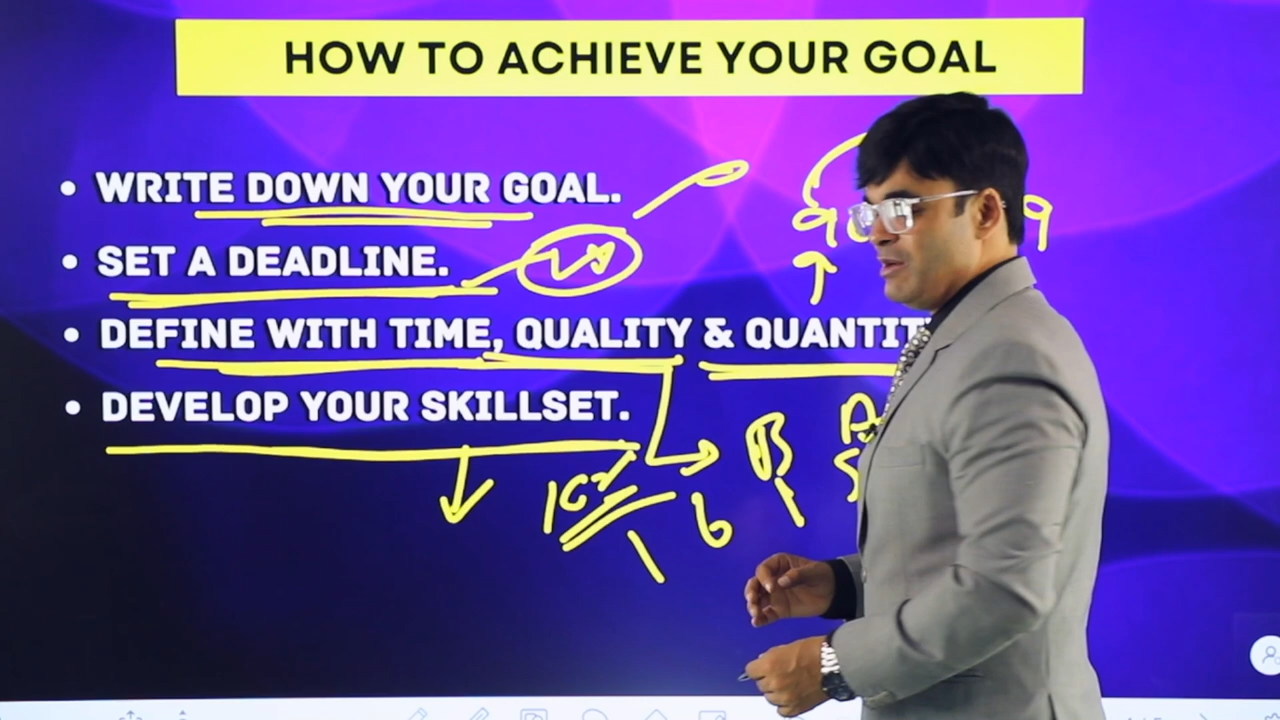 HOW TO ACHIEVE YOUR GOAL
• WRITE DOWN YOUR GOAL.
• SET A DEADLINE.
• DEFINE WITH TIME, QUALITY & QUANTIT
• DEVELOP YOUR SKILLSET.